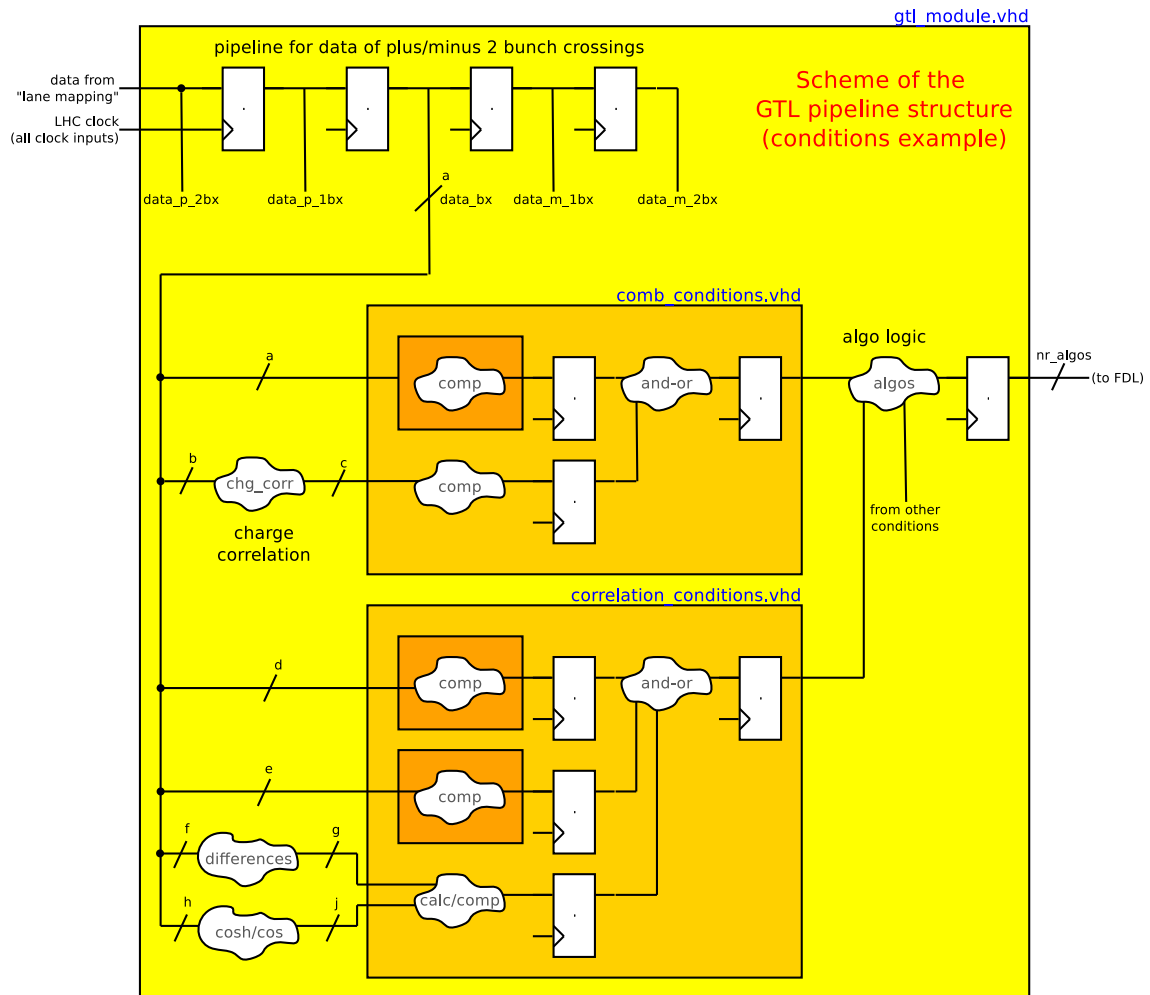 gtl_module.vhd
pipeline for data of plus/minus 2 bunch crossings
data from
"lane mapping"
LHC clock
(all clock inputs)
Scheme of the
GTL pipeline structure
(conditions example)
a
data_p_2bx
data_p_1bx
data_bx
data_m_1bx
data_m_2bx
comb_conditions.vhd
algo logic
a
comp
and-or
algos
nr_algos
(to FDL)
b
chg_corr
c
comp
charge
correlation
from other
conditions
correlation_conditions.vhd
d
comp
and-or
e
comp
f
differences
g
calc/comp
h
cosh/cos
j